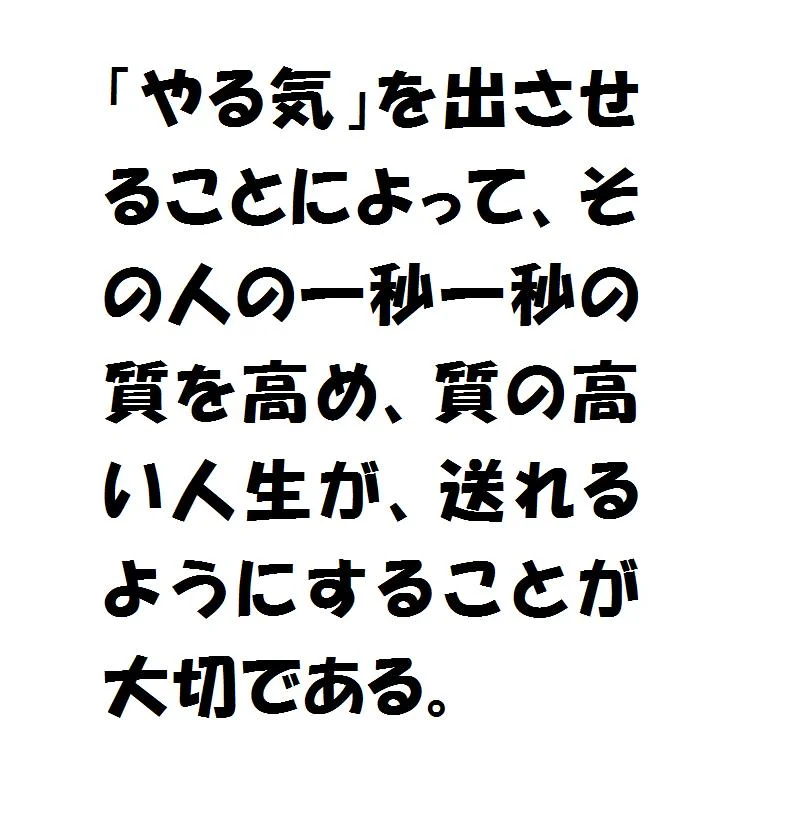 「やる気」を出させ
ることによって、そ
の人の一秒一秒の
質を高め、質の高
い人生が、送れる
ようにすることが
大切である。